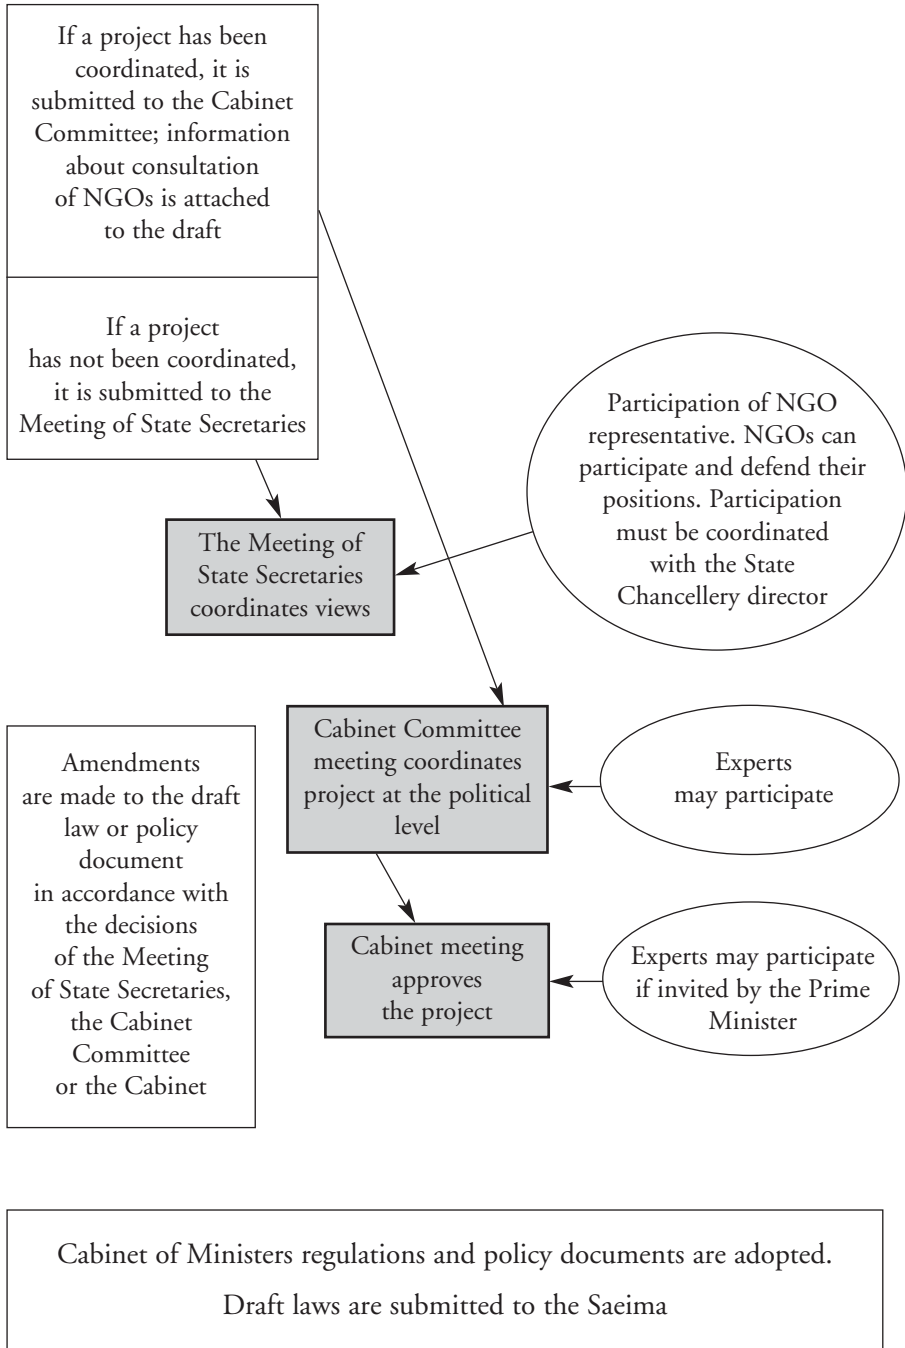 If a project has been
coordinated, it is
submitted to the Cabinet
Committee; information
about consultation
of NGOs is attached
to the draft
If a project
has not been coordinated,
it is submitted to the
Meeting of State Secretaries
Participation of NGO
representative. NGOs can
participate and defend their
positions. Participation
must be coordinated
with the State
Chancellery director
The Meeting of
State Secretaries
coordinates views
Cabinet Committee
meeting coordinates
project at the political
level
Experts
may participate
Amendments
are made to the draft
law or policy
document
in accordance with
the decisions
of the Meeting
of State Secretaries,
the Cabinet
Committee
or the Cabinet
Cabinet meeting
approves
the project
Experts may participate
if invited by the Prime
Minister
Cabinet of Ministers regulations and policy documents are adopted.
Draft laws are submitted to the Saeima